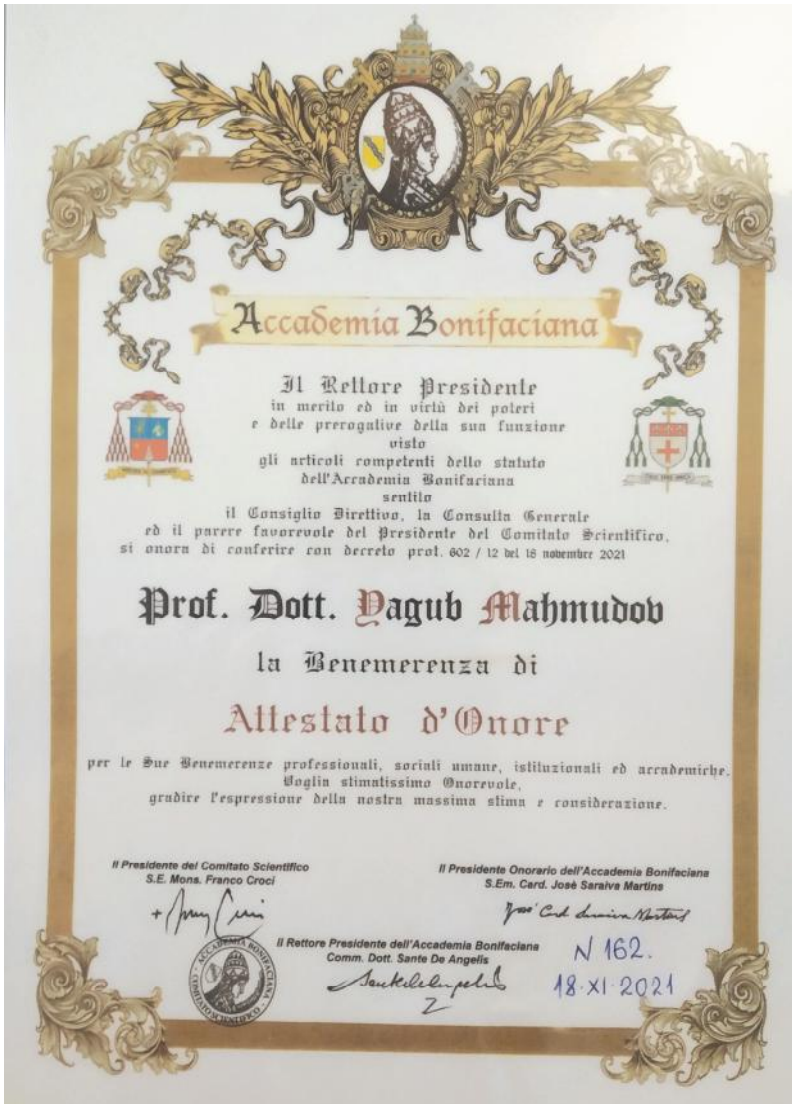 Accademia Bonifaciana
Il Rettore Presidente
in merito ed in virtù dei poteri
e delle prerogative della sua funzione
visto
gli articoli competenti dello statuto
dell'Accademia Bonifaciana
sentito
il Consiglio Direttivo, la Consulta Generale
ed il parere favorevole del Presidente del Comitato Scientifico,
si onora di conferire con decreto prot. 602 / 12 del 18 novembre 2021
Prof. Dott. Yagub Mahmudov
la Benemerenza di
Attestato d'Onore
per le Sue Benemerenze professionali, sociali umane, istituzionali ed accademiche.
Voglia stimatissimo Onorevole,
gradire l'espressione della nostra massima stima e considerazione.
Il Presidente del Comitato Scientifico
S.E. Mons. Franco Croci
Il Presidente Onorario dell'Accademia Bonifaciana
S.Em. Card. Josè Saraiva Martins
Il Rettore Presidente dell'Accademia Bonifaciana
Comm. Dott. Sante De Angelis
N 162.
18-XI-2021
ACCADEMIA BONIFACIANA
COMITATO SCIENTIFICO